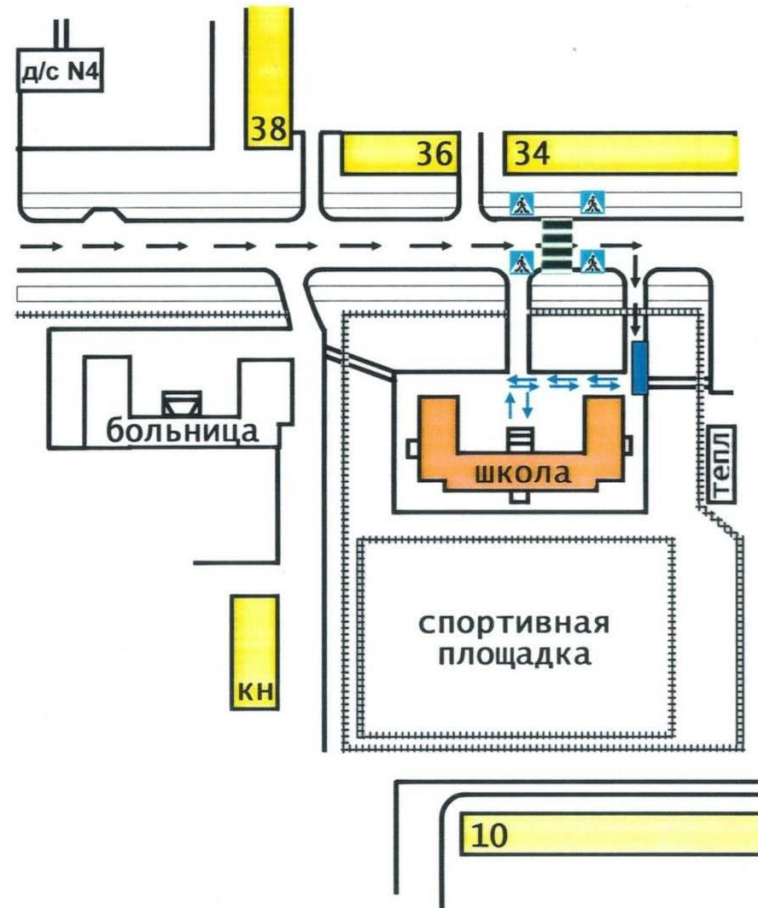 д/с N4
38
36
34
больница
школа
тепл
спортивная
площадка
кн
10